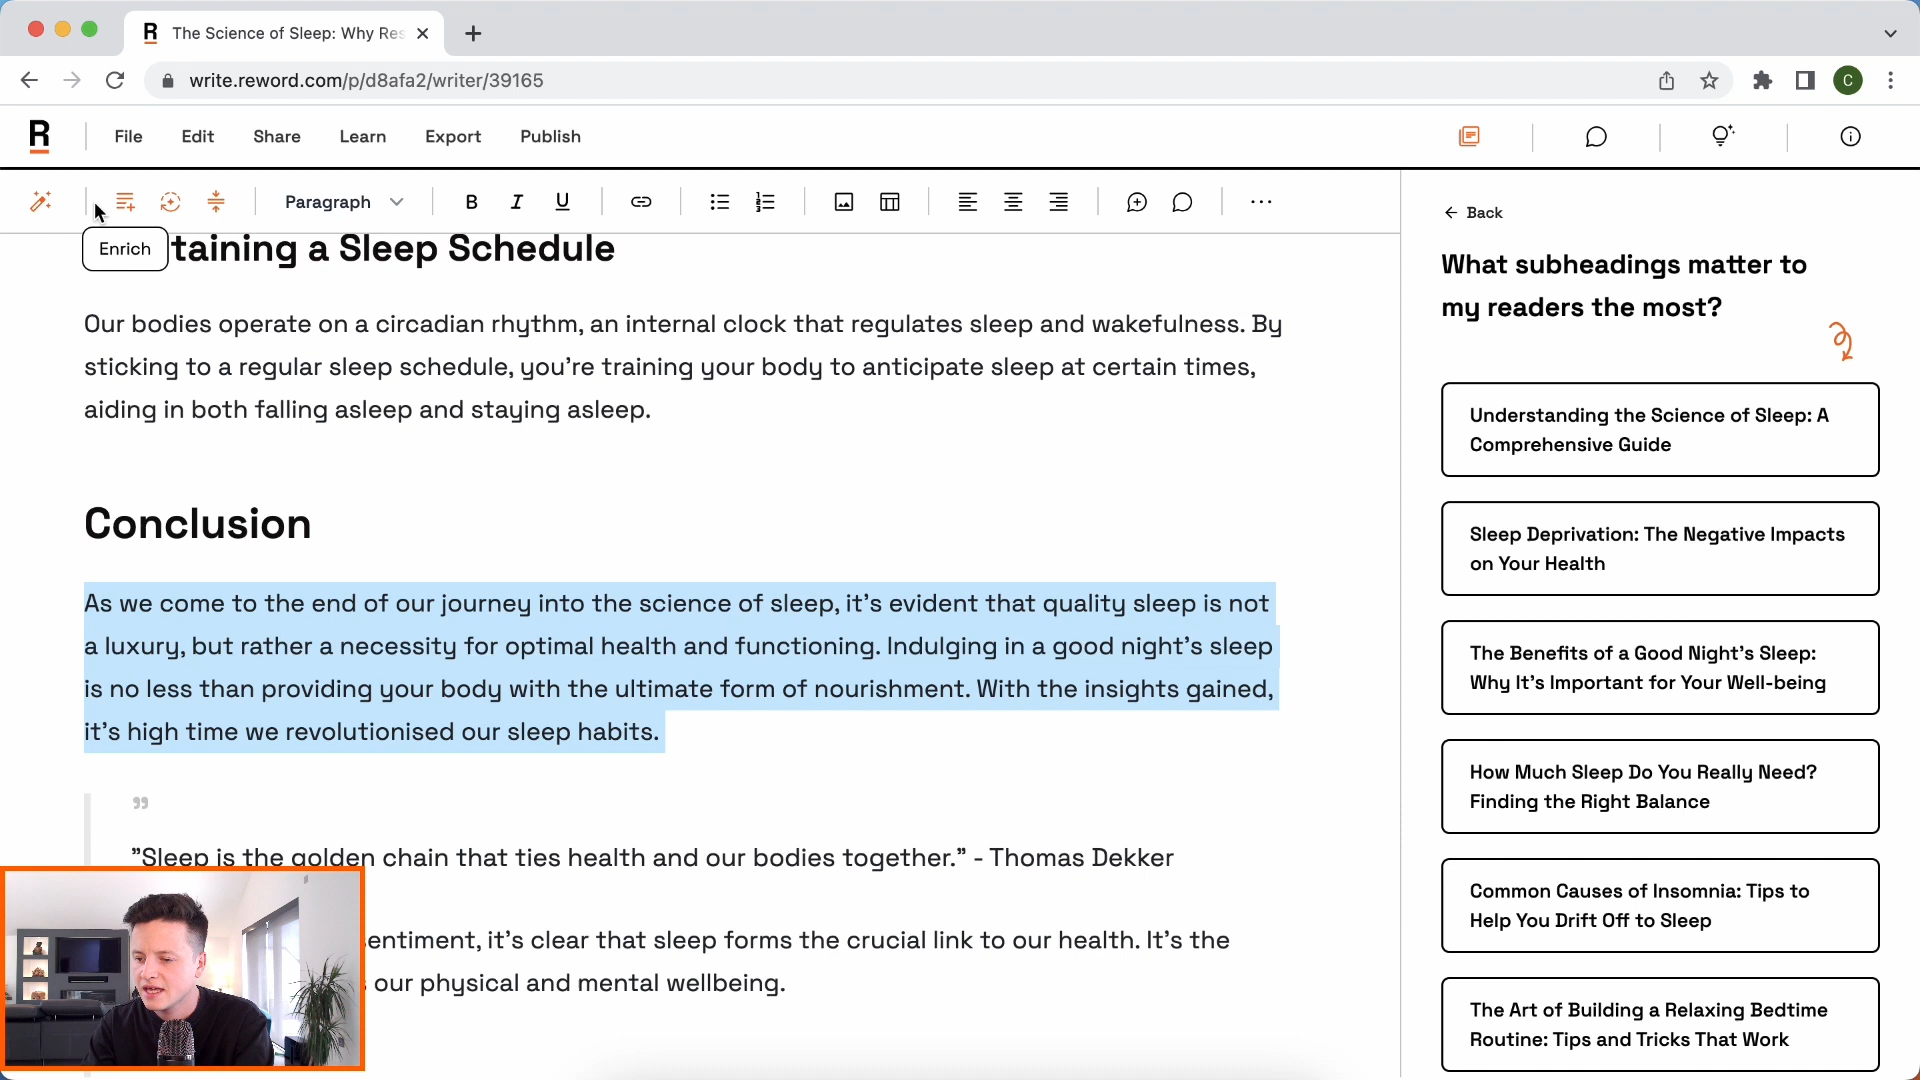 R The Science of Sleep: Why Res
write.reword.com/p/d8afa2/writer/39165
C
R File Edit Share Learn Export Publish
Paragraph B I U
Enrich
taining a Sleep Schedule
Our bodies operate on a circadian rhythm, an internal clock that regulates sleep and wakefulness. By
sticking to a regular sleep schedule, you're training your body to anticipate sleep at certain times,
aiding in both falling asleep and staying asleep.
Conclusion
As we come to the end of our journey into the science of sleep, it's evident that quality sleep is not
a luxury, but rather a necessity for optimal health and functioning. Indulging in a good night's sleep
is no less than providing your body with the ultimate form of nourishment. With the insights gained,
it's high time we revolutionised our sleep habits.
"
"Sleep is the golden chain that ties health and our bodies together." - Thomas Dekker
sentiment, it's clear that sleep forms the crucial link to our health. It's the
our physical and mental wellbeing.
Back
What subheadings matter to
my readers the most?
Understanding the Science of Sleep: A
Comprehensive Guide
Sleep Deprivation: The Negative Impacts
on Your Health
The Benefits of a Good Night's Sleep:
Why It's Important for Your Well-being
How Much Sleep Do You Really Need?
Finding the Right Balance
Common Causes of Insomnia: Tips to
Help You Drift Off to Sleep
The Art of Building a Relaxing Bedtime
Routine: Tips and Tricks That Work